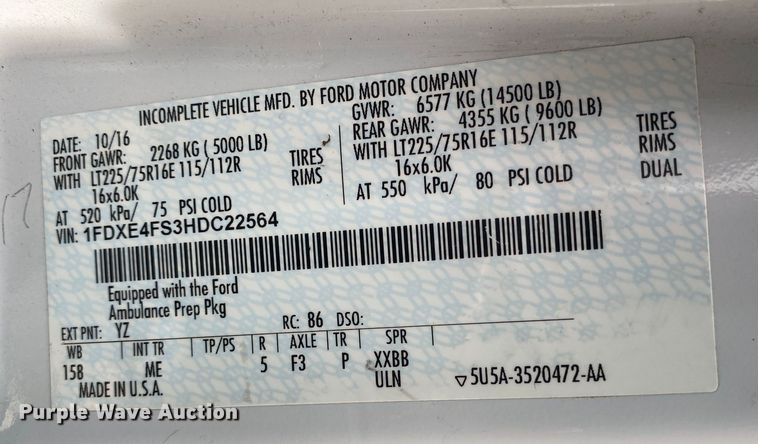 INCOMPLETE VEHICLE MFD. BY FORD MOTOR COMPANY
DATE: 10/16
GVWR: 6577 KG (14500 LB)
FRONT GAWR: 2268 KG ( 5000 LB)
REAR GAWR: 4355 KG ( 9600 LB)
WITH LT225/75R16E 115/112R TIRES
WITH LT225/75R16E 115/112R TIRES
16x6.0K RIMS
16x6.0K RIMS
AT 520 kPa/ 75 PSI COLD
AT 550 kPa/ 80 PSI COLD DUAL
VIN: 1FDXE4FS3HDC22564
Equipped with the Ford
Ambulance Prep Pkg
EXT PNT: YZ RC: 86 DSO:
WB INT TR TP/PS R AXLE TR SPR
158 ME 5 F3 P XXBB
ULN
MADE IN U.S.A. ▽5U5A-3520472-AA
Purple Wave Auction